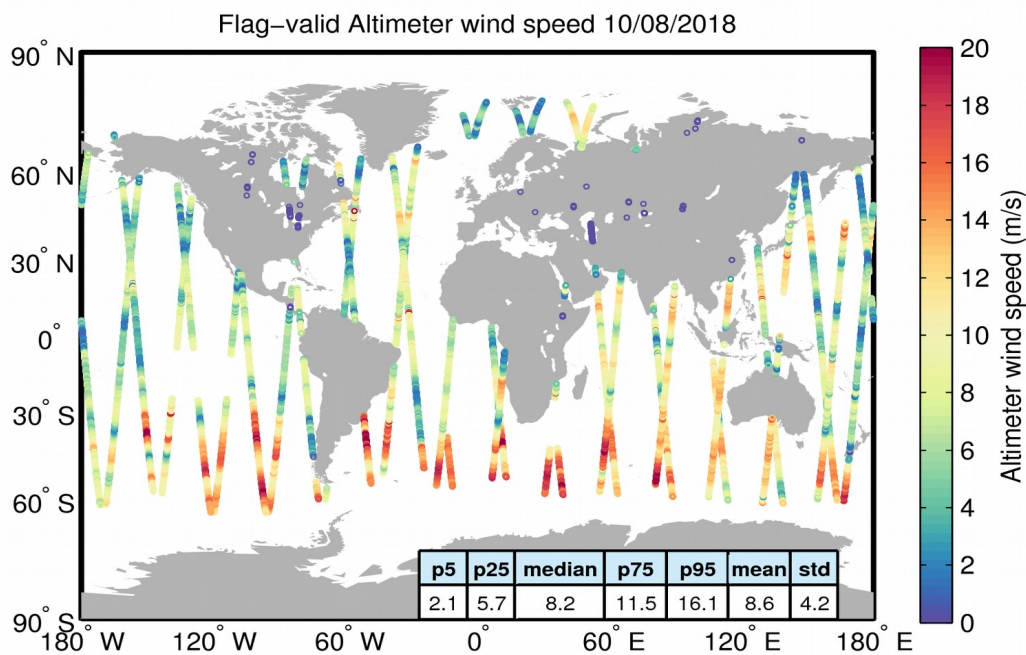 Flag−valid Altimeter wind speed 10/08/2018
90° N
60° N
30° N
0°
30° S
60° S
90° S
180° W
120° W
60° W
0°
60° E
120° E
180° E
p5 p25 median p75 p95 mean std
2.1 5.7 8.2 11.5 16.1 8.6 4.2
20
18
16
14
12
10
8
6
4
2
0
Altimeter wind speed (m/s)